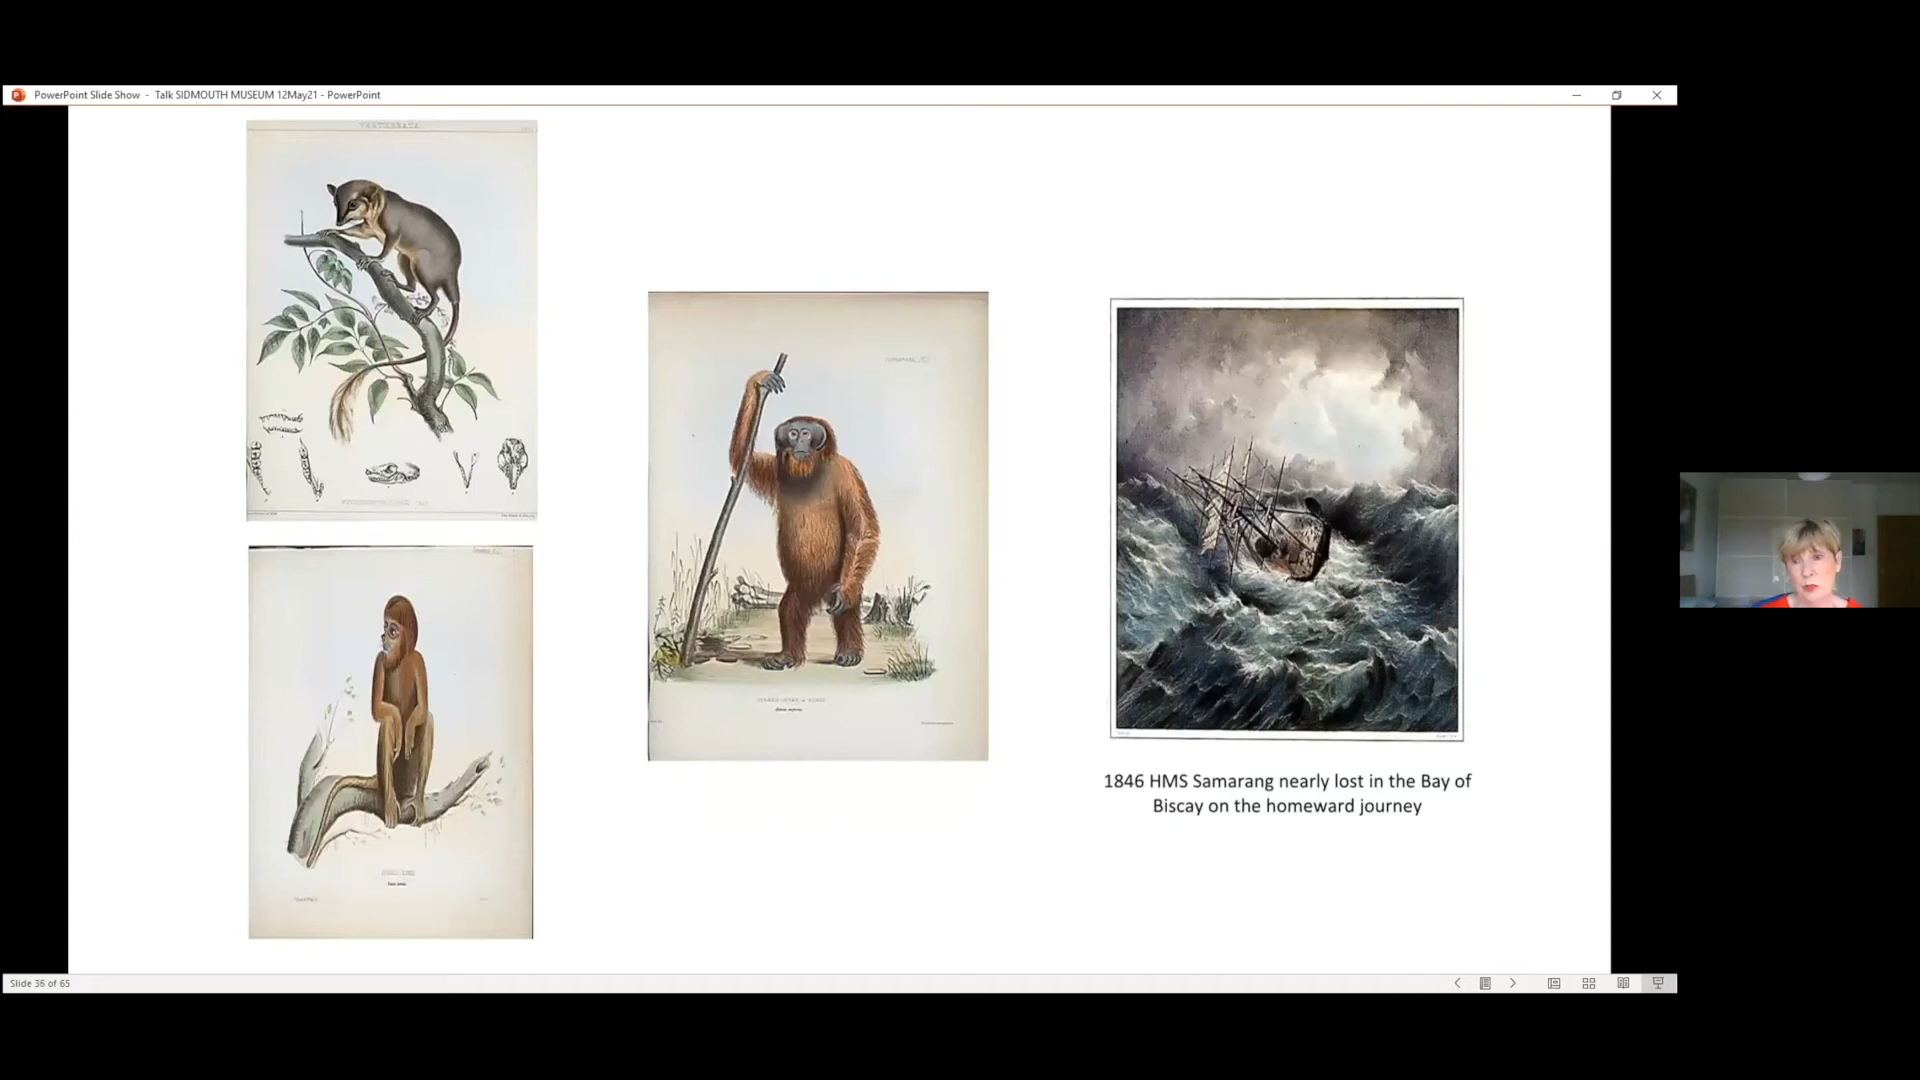 PowerPoint Slide Show - Talk SIDMOUTH MUSEUM 12May21 - PowerPoint
VERTEBRATA
1846 HMS Samarang nearly lost in the Bay of
Biscay on the homeward journey
Slide 36 of 65